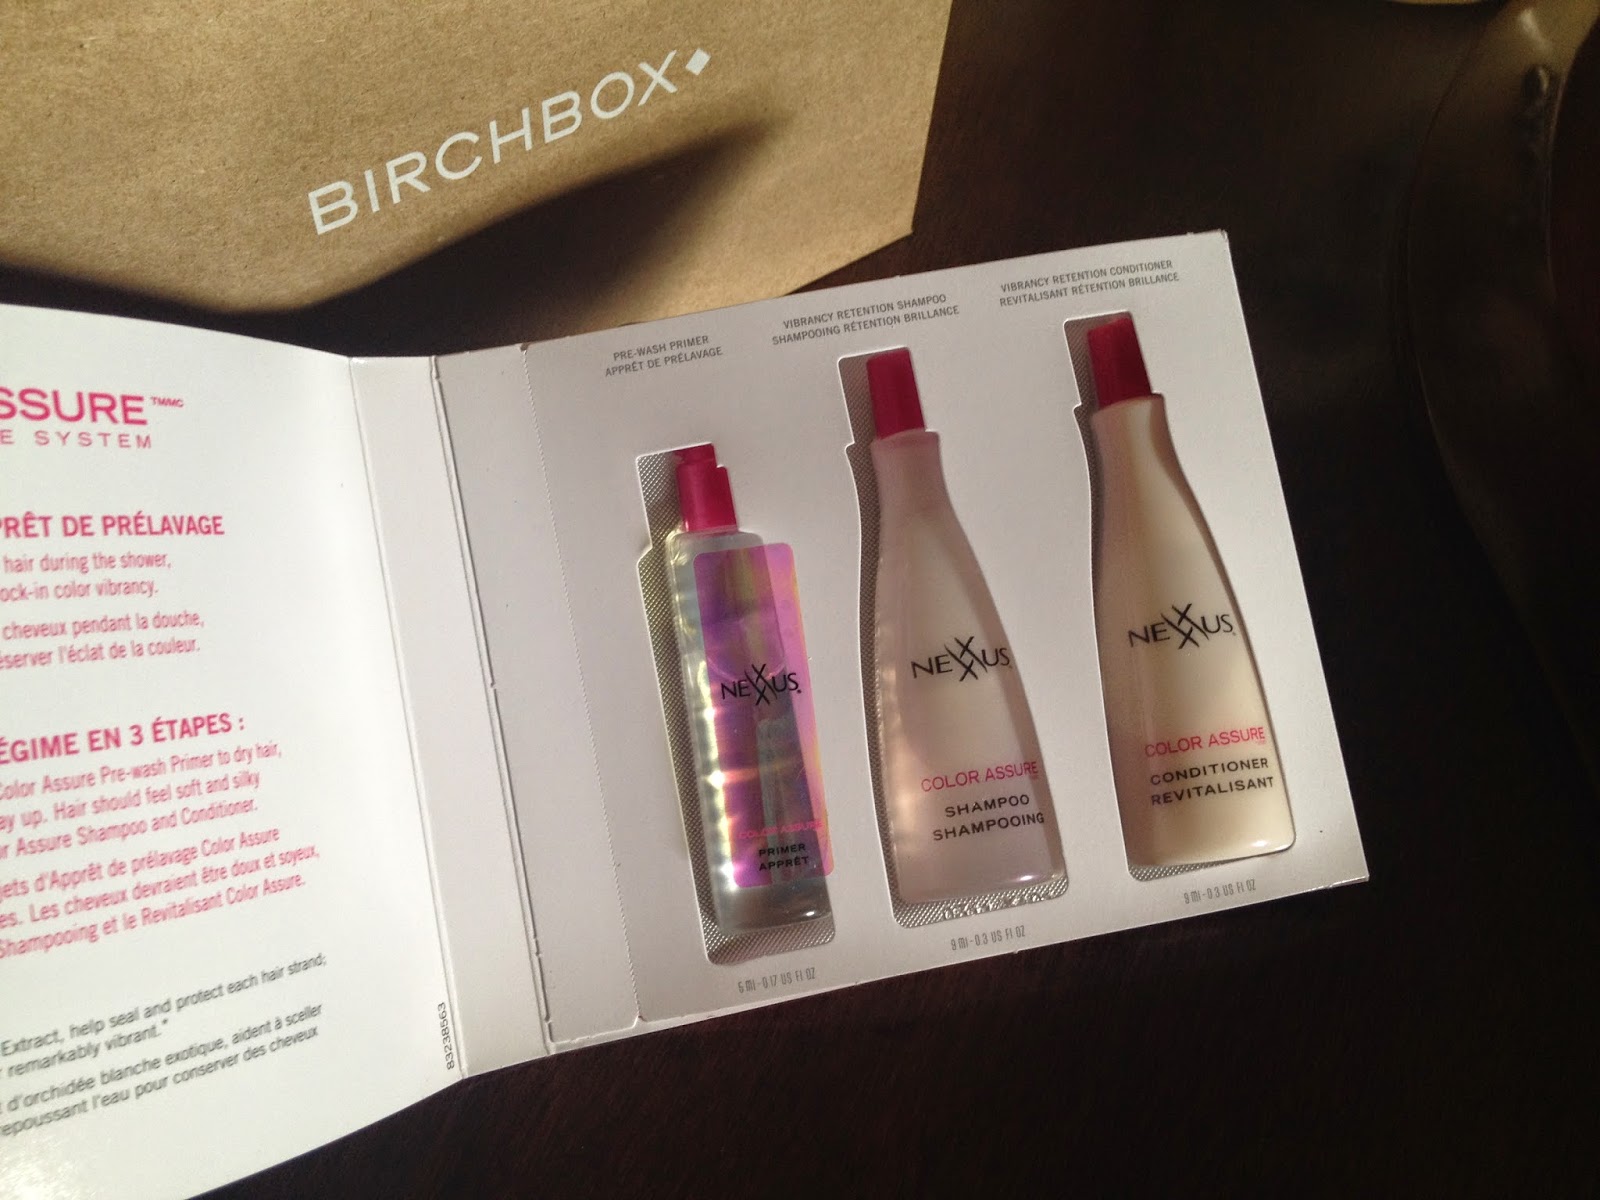 BIRCHBOX
SSURE TMMC
E SYSTEM
PRÊT DE PRÉLAVAGE
hair during the shower,
ock-in color vibrancy.
cheveux pendant la douche,
éserver l'éclat de la couleur.
ÉGIME EN 3 ÉTAPES :
Color Assure Pre-wash Primer to dry hair,
ay up. Hair should feel soft and silky
r Assure Shampoo and Conditioner.
jets d'Apprêt de prélavage Color Assure
es. Les cheveux devraient être doux et soyeux,
Shampooing et le Revitalisant Color Assure.
Extract, help seal and protect each hair strand;
r remarkably vibrant.*
d'orchidée blanche exotique, aident à sceller
repoussant l'eau pour conserver des cheveux
83238563
PRE-WASH PRIMER
APPRÊT DE PRÉLAVAGE
NEXXUS
COLOR ASSURE
PRIMER
APPRÊT
5 ml - 0.17 US Fl OZ
VIBRANCY RETENTION SHAMPOO
SHAMPOOING RÉTENTION BRILLANCE
NEXXUS
COLOR ASSURE
SHAMPOO
SHAMPOOING
9 ml - 0.3 US Fl OZ
VIBRANCY RETENTION CONDITIONER
REVITALISANT RÉTENTION BRILLANCE
NEXXUS
COLOR ASSURE
CONDITIONER
REVITALISANT
9 ml - 0.3 US Fl OZ